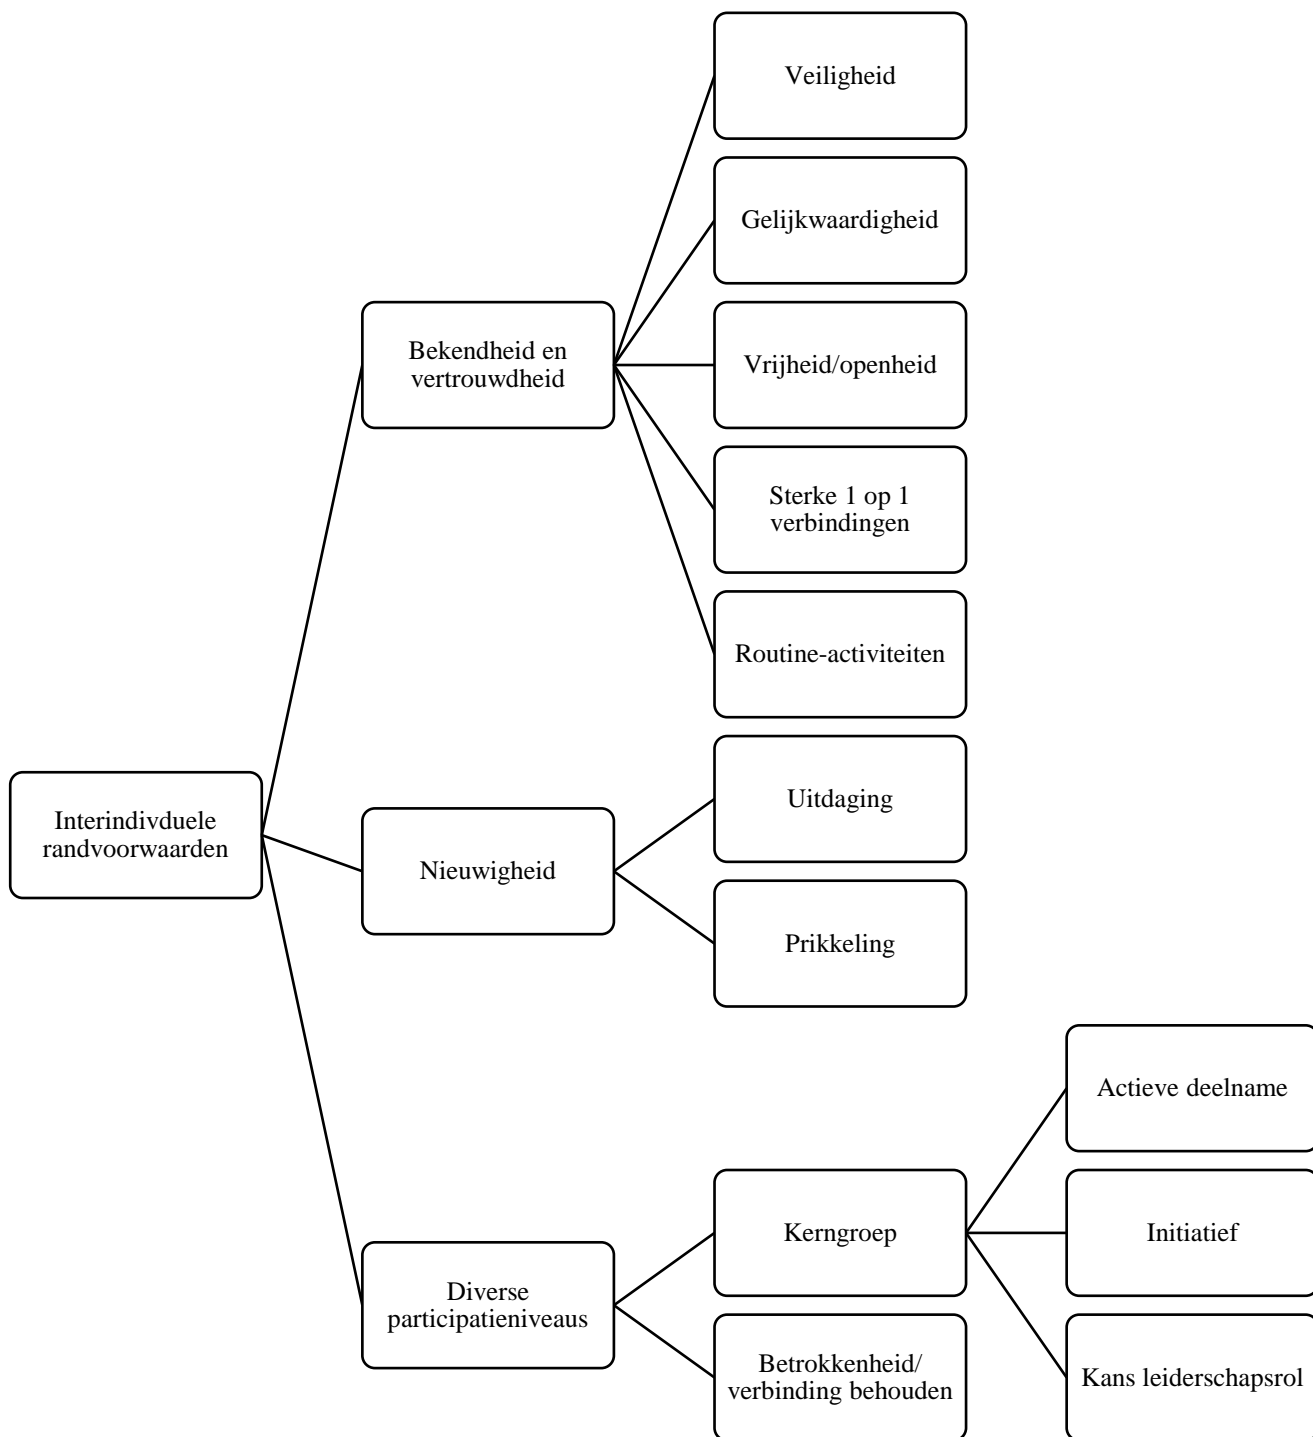 Veiligheid
Gelijkwaardigheid
Bekendheid en
vertrouwdheid
Vrijheid/openheid
Sterke 1 op 1
verbindingen
Routine-activiteiten
Interindivduele
randvoorwaarden
Uitdaging
Nieuwigheid
Prikkeling
Actieve deelname
Kerngroep
Initiatief
Diverse
participatieniveaus
Betrokkenheid/
verbinding behouden
Kans leiderschapsrol